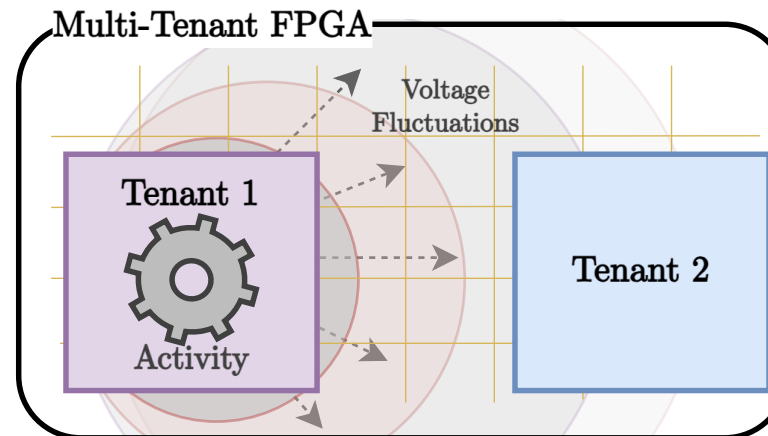 Multi-Tenant FPGA
Voltage
Fluctuations
Tenant 1
Activity
Tenant 2